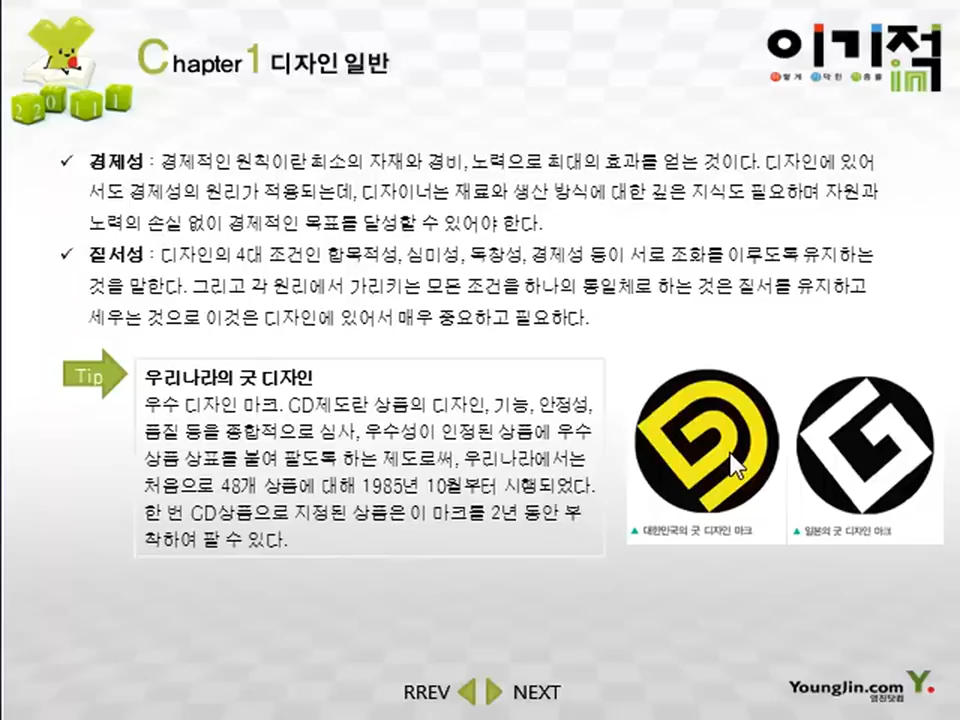 Chapter 1 디자인 일반
이기적 in
이렇게 기막힌 적중률
2 2 0 1 1 1
✓ 경제성 : 경제적인 원칙이란 최소의 자재와 경비, 노력으로 최대의 효과를 얻는 것이다. 디자인에 있어
서도 경제성의 원리가 적용되는데, 디자이너는 재료와 생산 방식에 대한 깊은 지식도 필요하며 자원과
노력의 손실 없이 경제적인 목표를 달성할 수 있어야 한다.
✓ 질서성 : 디자인의 4대 조건인 합목적성, 심미성, 독창성, 경제성 등이 서로 조화를 이루도록 유지하는
것을 말한다. 그리고 각 원리에서 가리키는 모든 조건을 하나의 통일체로 하는 것은 질서를 유지하고
세우는 것으로 이것은 디자인에 있어서 매우 중요하고 필요하다.
Tip
우리나라의 굿 디자인
우수 디자인 마크. GD제도란 상품의 디자인, 기능, 안정성,
품질 등을 종합적으로 심사, 우수성이 인정된 상품에 우수
상품 상표를 붙여 팔도록 하는 제도로써, 우리나라에서는
처음으로 48개 상품에 대해 1985년 10월부터 시행되었다.
한 번 GD상품으로 지정된 상품은 이 마크를 2년 동안 부
착하여 팔 수 있다.
▲ 대한민국의 굿 디자인 마크
▲ 일본의 굿 디자인 마크
RREV NEXT
YoungJin.com Y.
영진닷컴